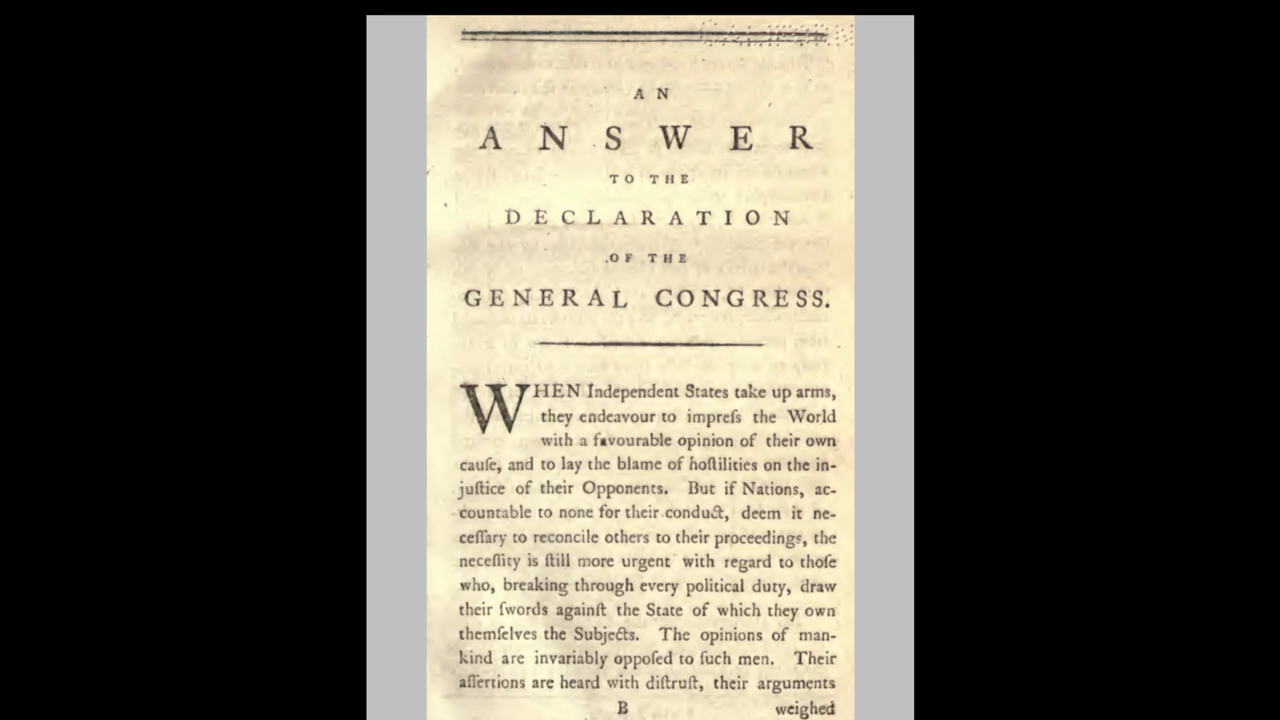 AN
ANSWER
TO THE
DECLARATION
OF THE
GENERAL CONGRESS.
WHEN Independent States take up arms,
they endeavour to impreſs the World
with a favourable opinion of their own
cauſe, and to lay the blame of hoſtilities on the in-
juſtice of their Opponents. But if Nations, ac-
countable to none for their conduct, deem it ne-
ceſſary to reconcile others to their proceedings, the
neceſſity is ſtill more urgent with regard to thoſe
who, breaking through every political duty, draw
their ſwords againſt the State of which they own
themſelves the Subjects. The opinions of man-
kind are invariably oppoſed to ſuch men. Their
aſſertions are heard with diſtruſt, their arguments
B weighed